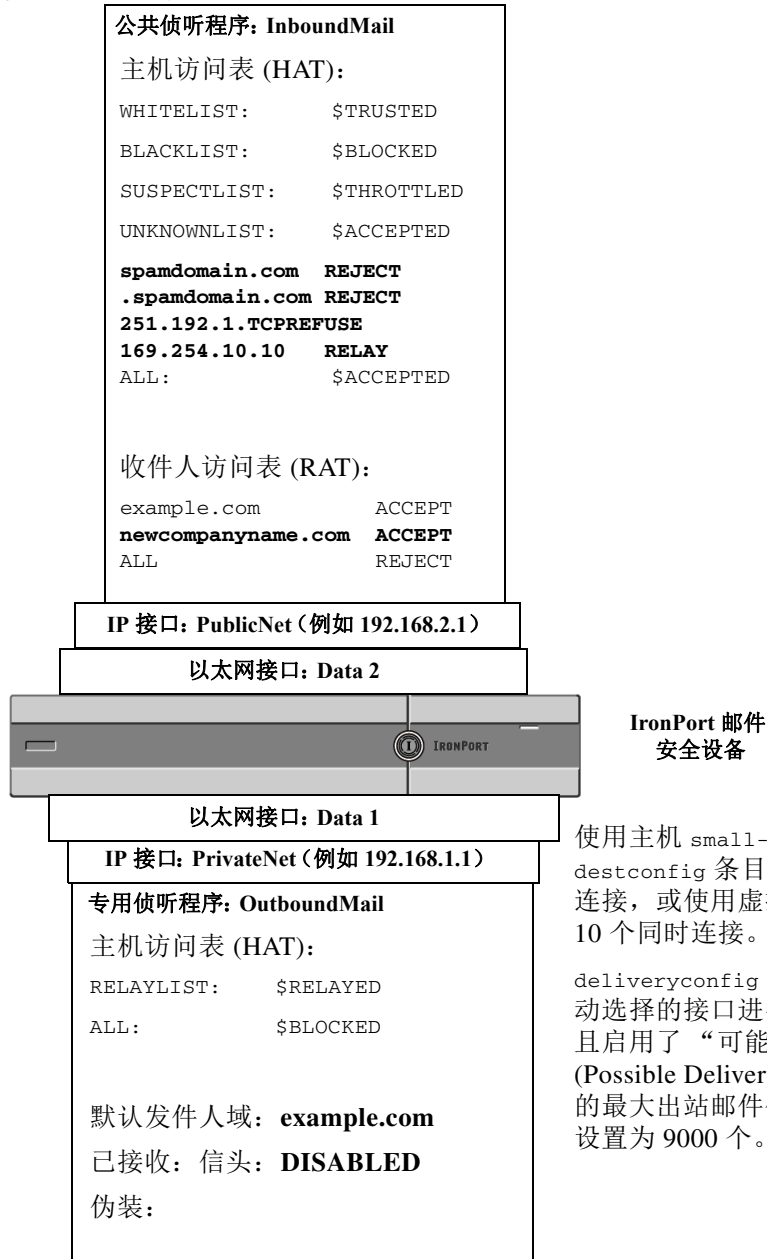 公共侦听程序: InboundMail
主机访问表 (HAT):
WHITELIST: $TRUSTED
BLACKLIST: $BLOCKED
SUSPECTLIST: $THROTTLED
UNKNOWNLIST: $ACCEPTED
spamdomain.com REJECT
.spamdomain.com REJECT
251.192.1.TCPREFUSE
169.254.10.10 RELAY
ALL: $ACCEPTED
收件人访问表 (RAT):
example.com ACCEPT
newcompanyname.com ACCEPT
ALL REJECT
IP 接口: PublicNet（例如 192.168.2.1）
以太网接口: Data 2
IRONPORT
IronPort 邮件
安全设备
以太网接口: Data 1
IP 接口: PrivateNet（例如 192.168.1.1）
专用侦听程序: OutboundMail
主机访问表 (HAT):
RELAYLIST: $RELAYED
ALL: $BLOCKED
默认发件人域：example.com
已接收：信头：DISABLED
伪装：
使用主机 small-
destconfig 条目
连接，或使用虚
10 个同时连接。
deliveryconfig
动选择的接口进
且启用了“可能
(Possible Deliver
的最大出站邮件
设置为 9000 个。